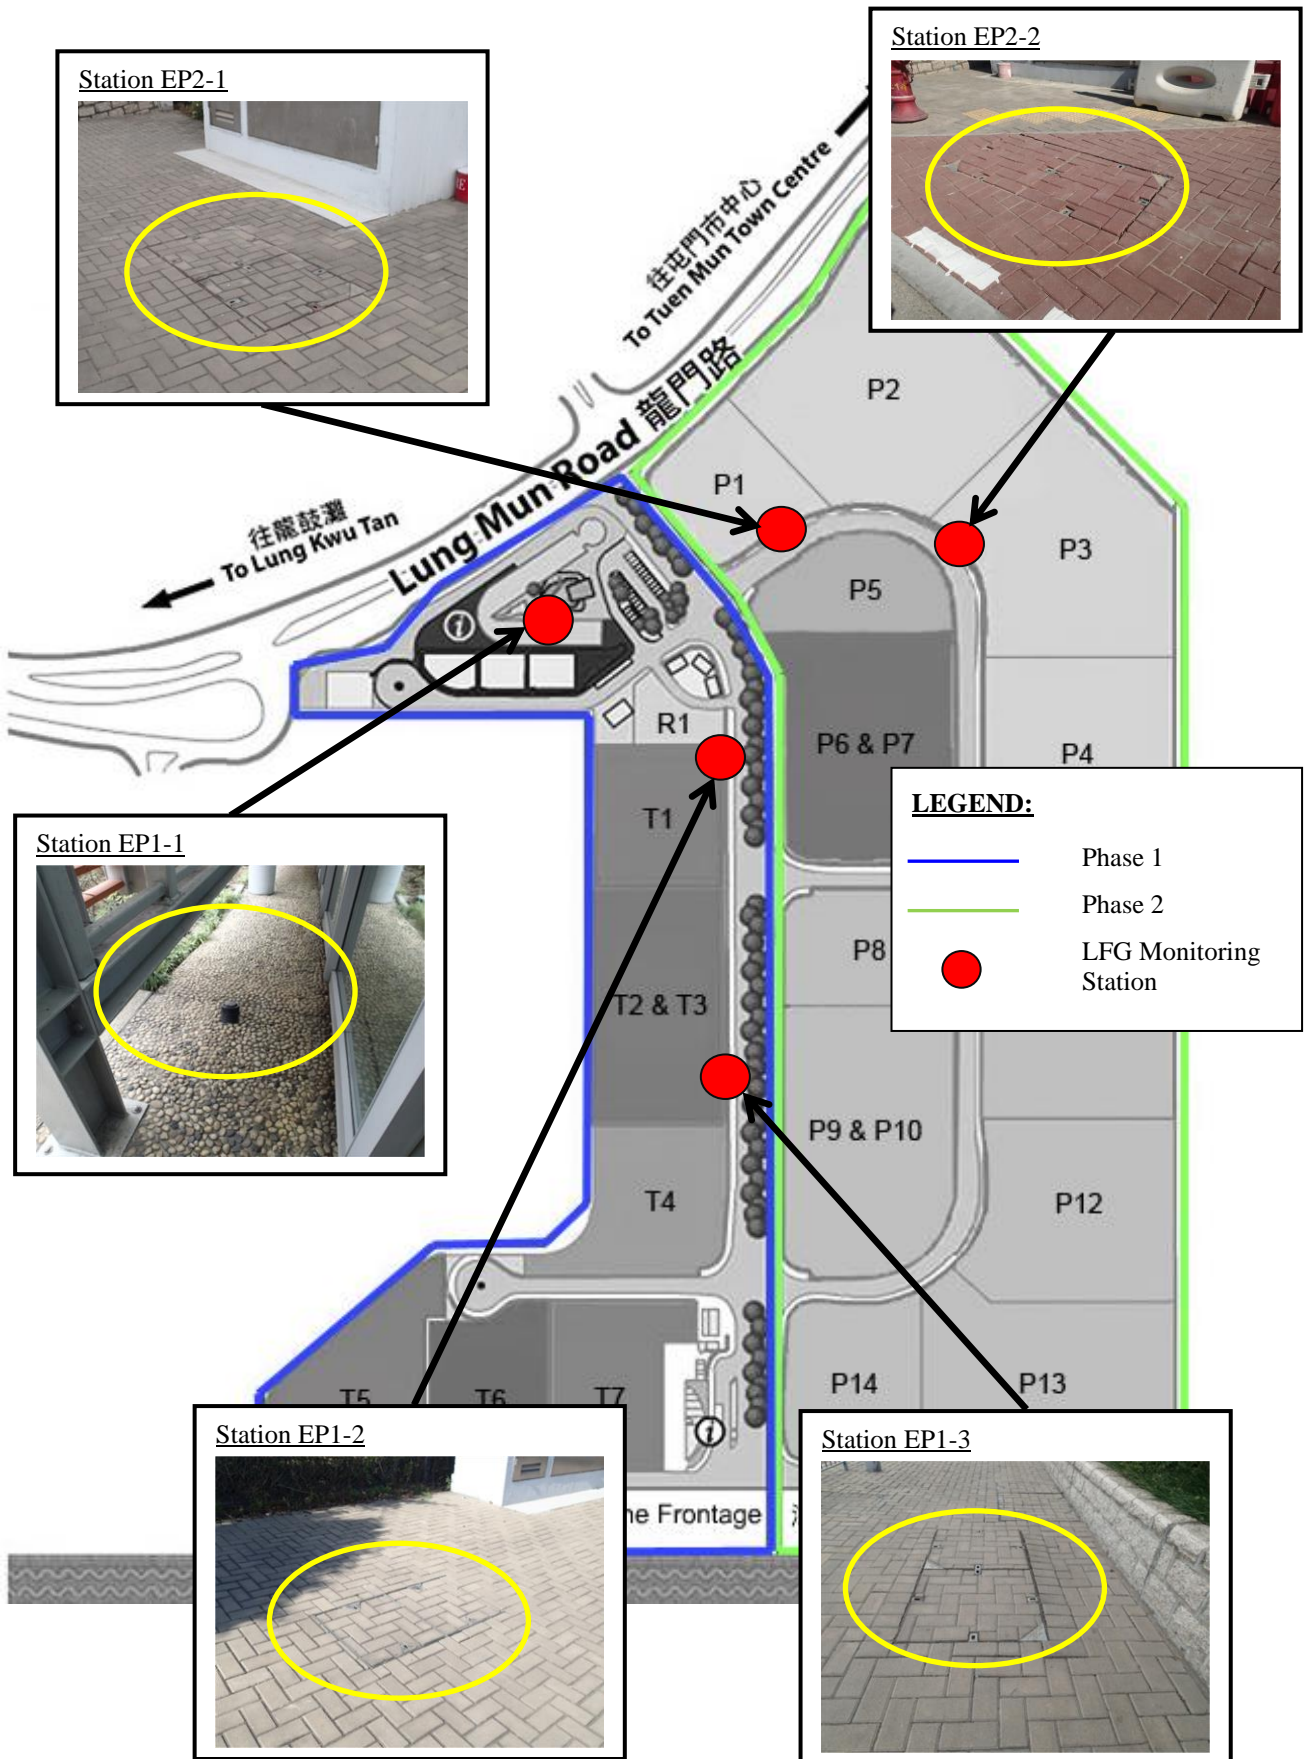 Station EP2-1
Station EP2-2
往屯門市中心
To Tuen Mun Town Centre
Lung Mun Road 龍門路
往龍鼓灘
To Lung Kwu Tan
P2
P1
P3
P5
i
R1
P6 & P7
P4
T1
LEGEND:
Phase 1
Phase 2
LFG Monitoring
Station
Station EP1-1
P8
T2 & T3
P9 & P10
T4
P12
P14
P13
T5
T6
T7
i
Station EP1-2
Station EP1-3
ne Frontage